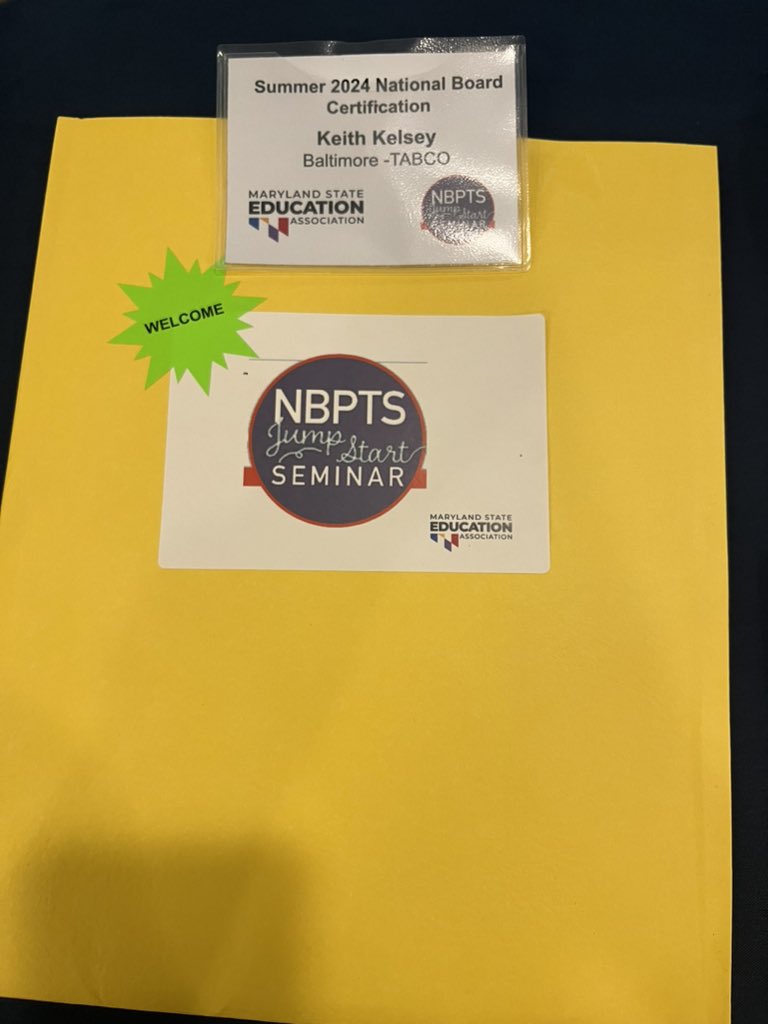 Summer 2024 National Board
Certification
Keith Kelsey
Baltimore -TABCO
MARYLAND STATE
EDUCATION
ASSOCIATION
NBPTS
Jump Start
SEMINAR
WELCOME
NBPTS
Jump Start
SEMINAR
MARYLAND STATE
EDUCATION
ASSOCIATION